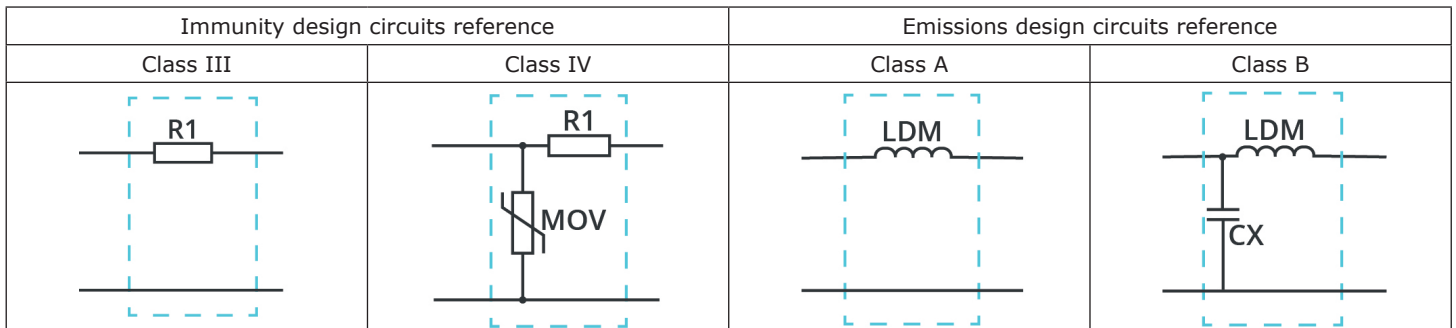 Immunity design circuits reference
Emissions design circuits reference
Class III
Class IV
Class A
Class B
R1
R1
MOV
LDM
LDM
CX